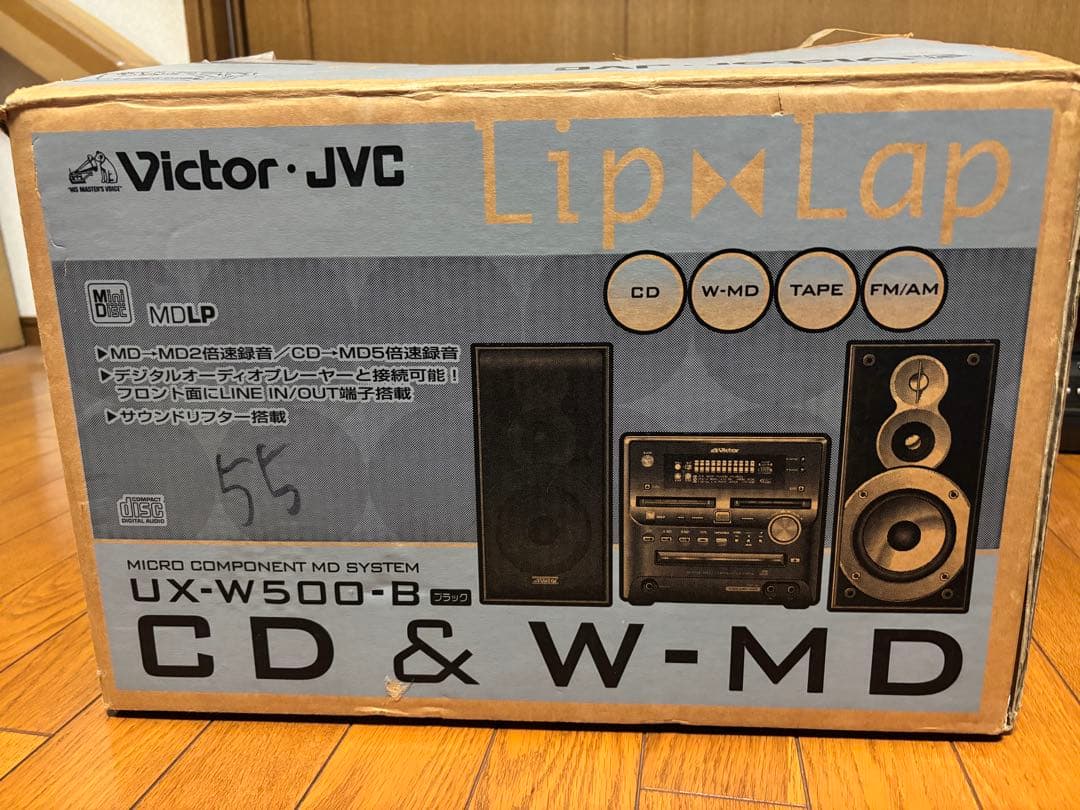 Victor・JVC
"HIS MASTER'S VOICE"
Lip Lap
CD
W-MD
TAPE
FM/AM
Mini Disc
MDLP
▶MD→MD2倍速録音／CD→MD5倍速録音
▶デジタルオーディオプレーヤーと接続可能！
フロント面にLINE IN/OUT端子搭載
▶サウンドリフター搭載
55
COMPACT
disc
DIGITAL AUDIO
Victor
Victor
MICRO COMPONENT MD SYSTEM
UX-W500-B ブラック
CD & W-MD